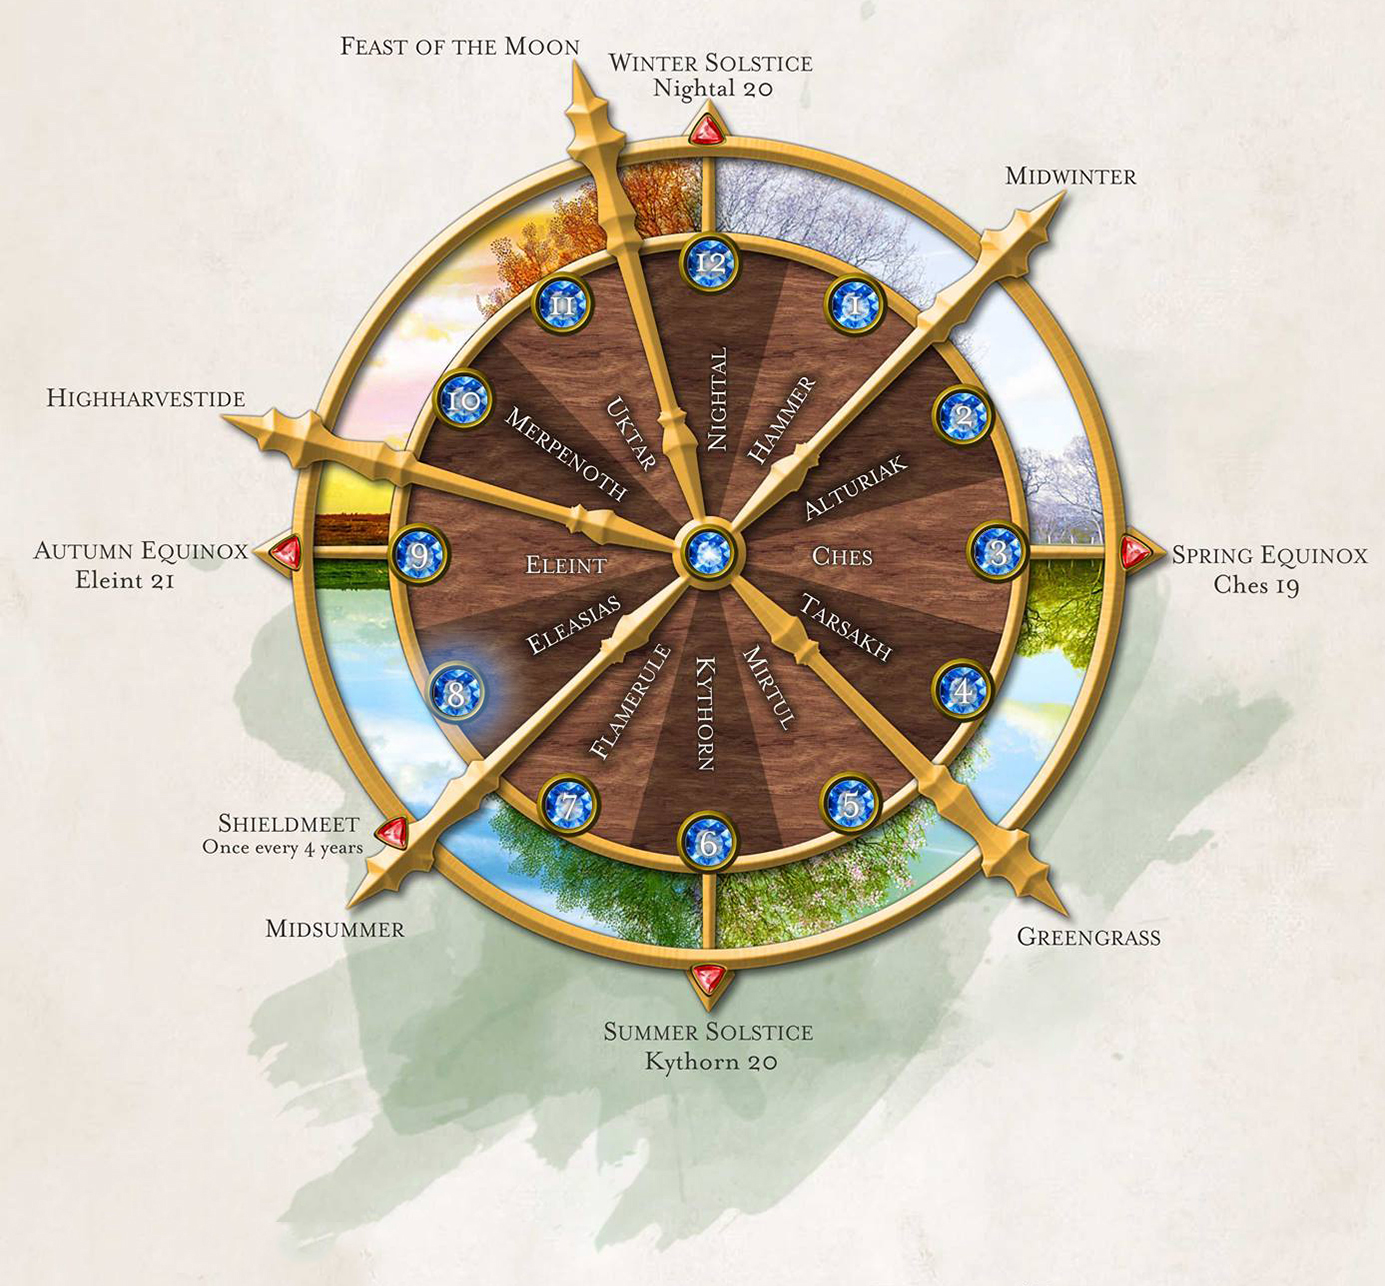 FEAST OF THE MOON
WINTER SOLSTICE
Nightal 20
MIDWINTER
HIGHHARVESTIDE
AUTUMN EQUINOX
Eleint 21
SPRING EQUINOX
Ches 19
SHIELDMEET
Once every 4 years
MIDSUMMER
GREENGRASS
SUMMER SOLSTICE
Kythorn 20
12
NIGHTAL
1
HAMMER
2
ALTURIAK
3
CHES
4
TARSAKH
5
MIRTUL
6
KYTHORN
7
FLAMERULE
8
ELEASIAS
9
ELEINT
10
MERPENOTH
11
UKTAR